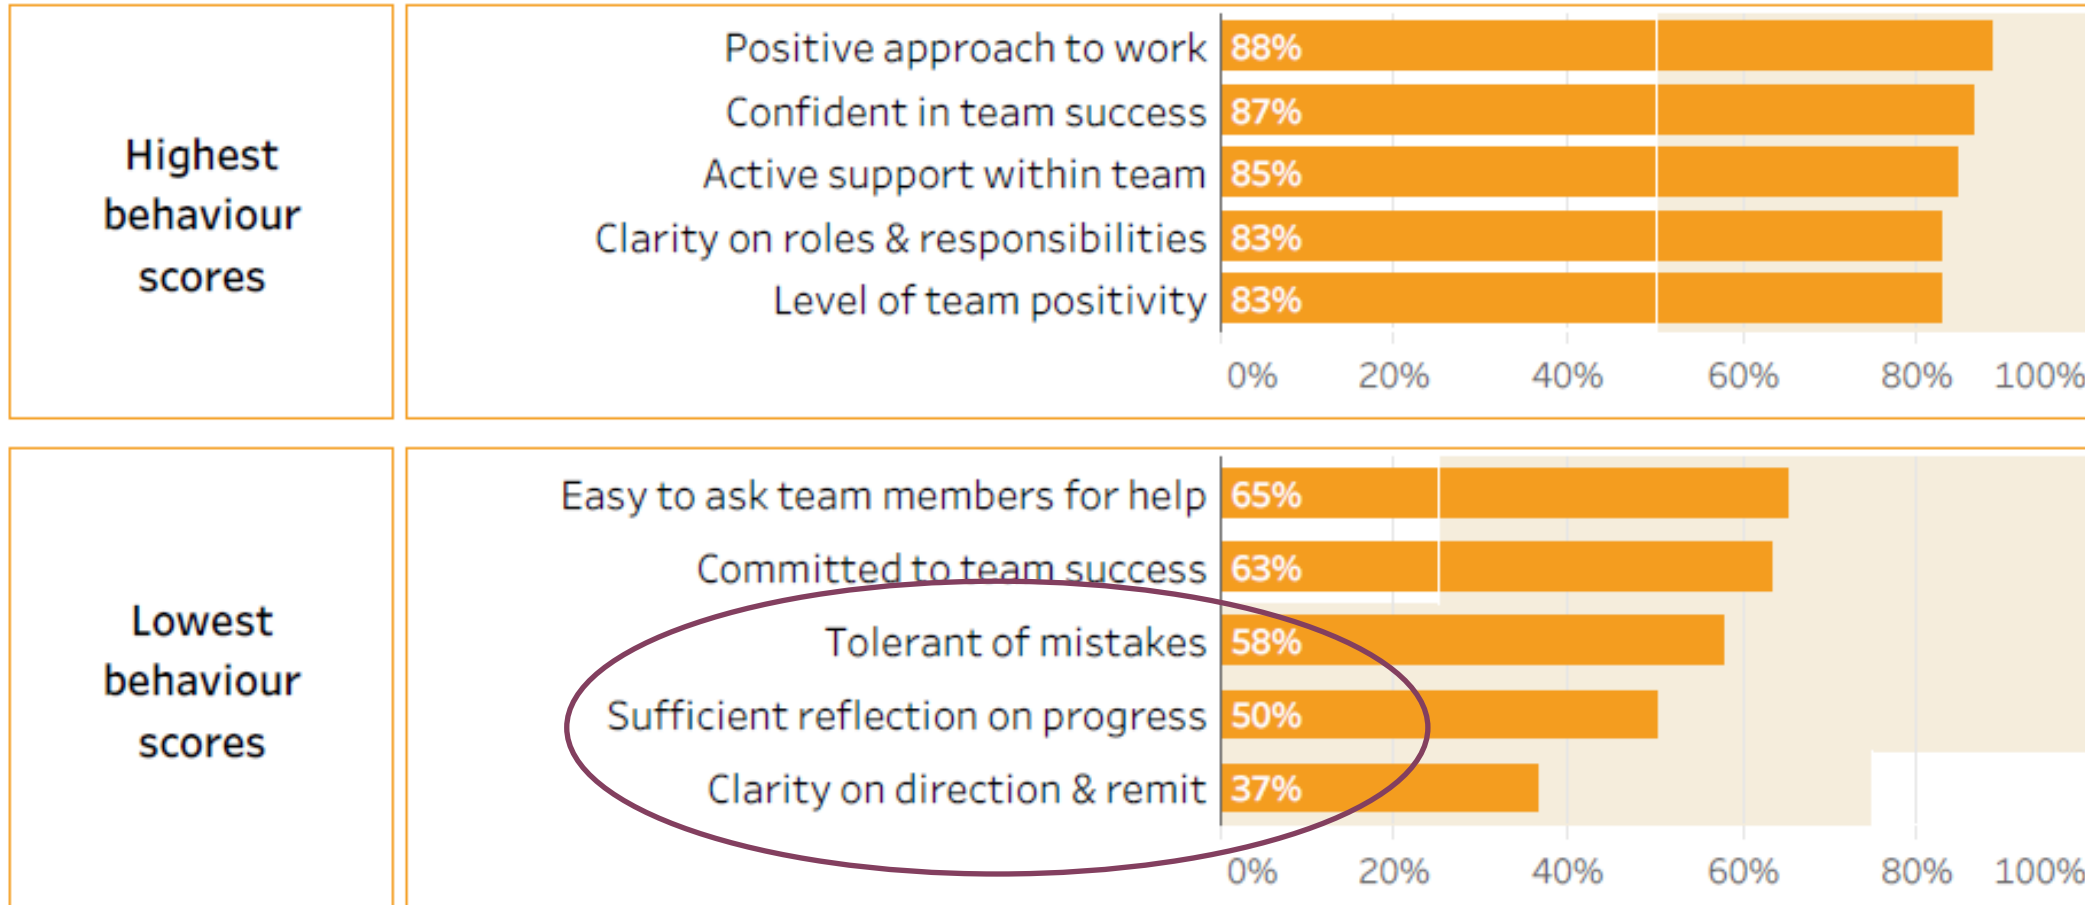 Highest
behaviour
scores
Positive approach to work 88%
Confident in team success 87%
Active support within team 85%
Clarity on roles & responsibilities 83%
Level of team positivity 83%
0% 20% 40% 60% 80% 100%
Lowest
behaviour
scores
Easy to ask team members for help 65%
Committed to team success 63%
Tolerant of mistakes 58%
Sufficient reflection on progress 50%
Clarity on direction & remit 37%
0% 20% 40% 60% 80% 100%